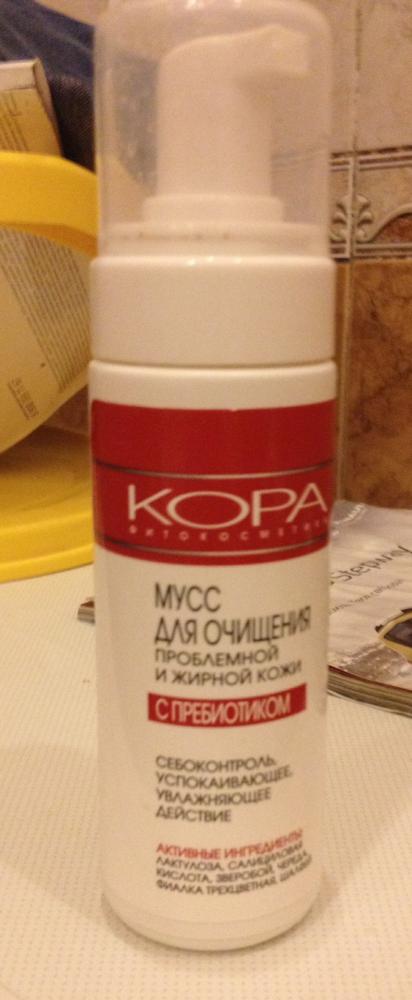 КОРА
ФИТОКОСМЕТИКА
МУСС
ДЛЯ ОЧИЩЕНИЯ
ПРОБЛЕМНОЙ
И ЖИРНОЙ КОЖИ
С ПРЕБИОТИКОМ
СЕБОКОНТРОЛЬ,
УСПОКАИВАЮЩЕЕ,
УВЛАЖНЯЮЩЕЕ
ДЕЙСТВИЕ
АКТИВНЫЕ ИНГРЕДИЕНТЫ
ЛАКТУЛОЗА, САЛИЦИЛОВАЯ
КИСЛОТА, ЗВЕРОБОЙ, ЧЕРЕДА,
ФИАЛКА ТРЕХЦВЕТНАЯ, ШАЛФЕЙ
Stepway